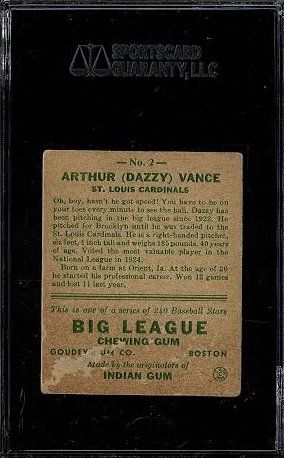 SPORTSCARD
GUARANTY, LLC
— No. 2 —
ARTHUR (DAZZY) VANCE
ST. LOUIS CARDINALS
Oh, boy, hasn't he got speed! You have to be on
your toes every minute to see the ball. Dazzy has
been pitching in the big league since 1922. He
pitched for Brooklyn until he was traded to the
St. Louis Cardinals. He is a right-handed pitcher,
six feet, 1 inch tall and weighs 185 pounds. 40 years
of age. Voted the most valuable player in the
National League in 1924.
Born on a farm at Orient, Ia. At the age of 20
he started his professional career. Won 12 games
and lost 11 last year.
This is one of a series of 240 Baseball Stars
BIG LEAGUE
CHEWING GUM
GOUDEY UM CO. BOSTON
Made by the originators of
INDIAN GUM